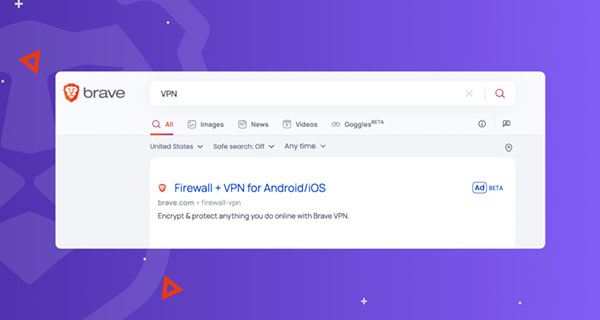 brave
VPN
All Images News Videos Goggles BETA
United States Safe search: Off Any time
Firewall + VPN for Android/iOS
Ad BETA
brave.com › firewall-vpn
Encrypt & protect anything you do online with Brave VPN.